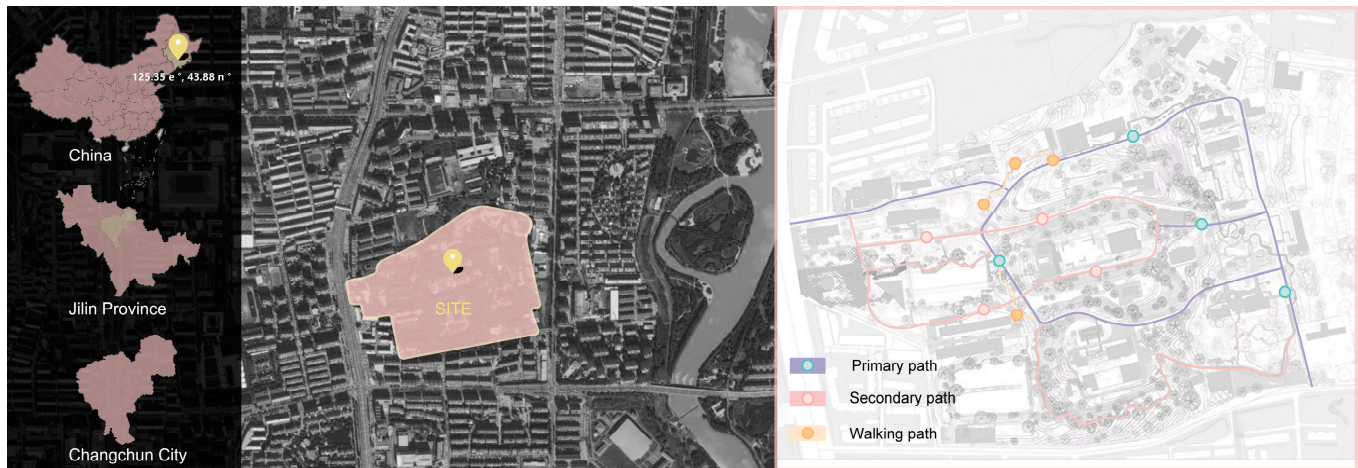 125.35 e °, 43.88 n °
China
Jilin Province
Changchun City
SITE
Primary path
Secondary path
Walking path